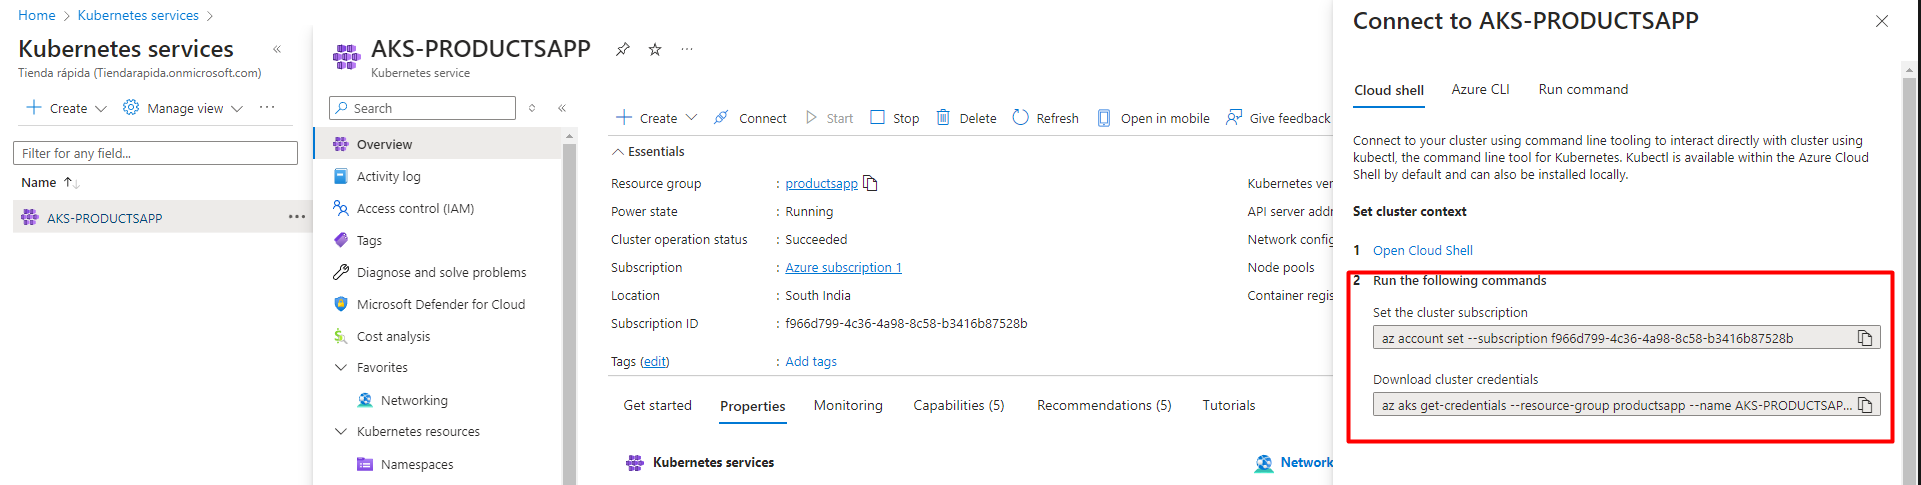 Home > Kubernetes services >
Kubernetes services «
Tienda rápida (Tiendarapida.onmicrosoft.com)
+ Create Manage view ...
Filter for any field...
Name ↑↓
AKS-PRODUCTSAPP ...
AKS-PRODUCTSAPP ...
Kubernetes service
Search «
Overview
Activity log
Access control (IAM)
Tags
Diagnose and solve problems
Microsoft Defender for Cloud
Cost analysis
Favorites
Networking
Kubernetes resources
Namespaces
+ Create Connect Start Stop Delete Refresh Open in mobile Give feedback
Essentials
Resource group : productsapp
Power state : Running
Cluster operation status : Succeeded
Subscription : Azure subscription 1
Location : South India
Subscription ID : f966d799-4c36-4a98-8c58-b3416b87528b
Tags (edit) : Add tags
Kubernetes ver
API server addr
Network config
Node pools
Container regis
Get started Properties Monitoring Capabilities (5) Recommendations (5) Tutorials
Kubernetes services
Network
Connect to AKS-PRODUCTSAPP
Cloud shell Azure CLI Run command
Connect to your cluster using command line tooling to interact directly with cluster using
kubectl, the command line tool for Kubernetes. Kubectl is available within the Azure Cloud
Shell by default and can also be installed locally.
Set cluster context
1 Open Cloud Shell
2 Run the following commands
Set the cluster subscription
az account set --subscription f966d799-4c36-4a98-8c58-b3416b87528b
Download cluster credentials
az aks get-credentials --resource-group productsapp --name AKS-PRODUCTSAP...